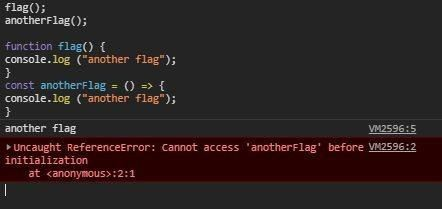 flag();
anotherFlag();
function flag() {
console.log ("another flag");
}
const anotherFlag = () => {
console.log ("another flag");
}
another flag VM2596:5
▸Uncaught ReferenceError: Cannot access 'anotherFlag' before VM2596:2
initialization
at <anonymous>:2:1